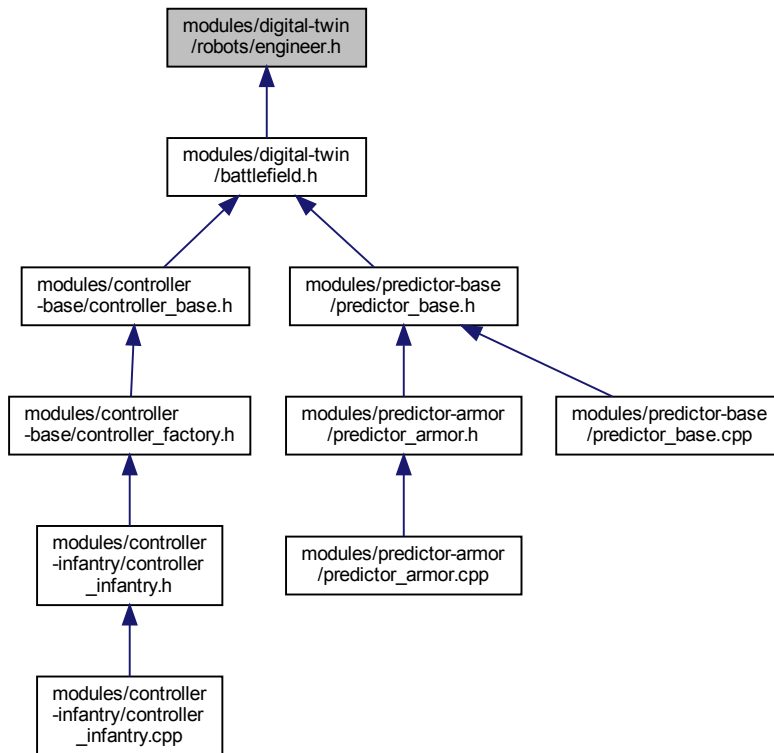 modules/digital-twin
/robots/engineer.h
modules/digital-twin
/battlefield.h
modules/controller
-base/controller_base.h
modules/predictor-base
/predictor_base.h
modules/controller
-base/controller_factory.h
modules/predictor-armor
/predictor_armor.h
modules/predictor-base
/predictor_base.cpp
modules/controller
-infantry/controller
_infantry.h
modules/predictor-armor
/predictor_armor.cpp
modules/controller
-infantry/controller
_infantry.cpp